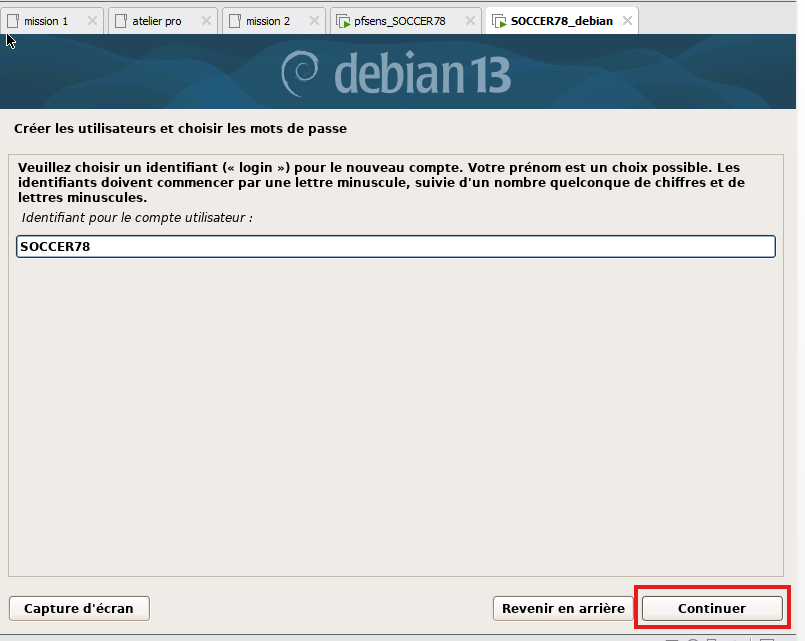 mission 1 atelier pro mission 2 pfsens_SOCCER78 SOCCER78_debian
debian 13
Créer les utilisateurs et choisir les mots de passe
Veuillez choisir un identifiant (« login ») pour le nouveau compte. Votre prénom est un choix possible. Les
identifiants doivent commencer par une lettre minuscule, suivie d'un nombre quelconque de chiffres et de
lettres minuscules.
Identifiant pour le compte utilisateur :
SOCCER78
Capture d'écran Revenir en arrière Continuer